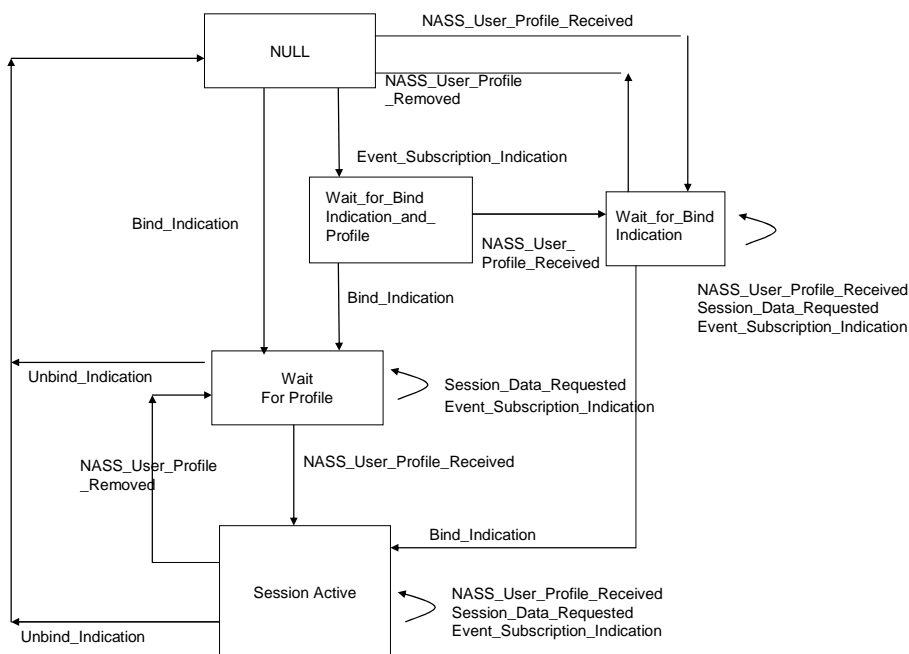 NASS_User_Profile_Received
NULL
NASS_User_Profile
_Removed
Event_Subscription_Indication
Wait_for_Bind
Indication_and_
Profile
Wait_for_Bind
Indication
Bind_Indication
NASS_User_
Profile_Received
Bind_Indication
NASS_User_Profile_Received
Session_Data_Requested
Event_Subscription_Indication
Unbind_Indication
Wait
For Profile
Session_Data_Requested
Event_Subscription_Indication
NASS_User_Profile
_Removed
NASS_User_Profile_Received
Bind_Indication
Session Active
NASS_User_Profile_Received
Session_Data_Requested
Event_Subscription_Indication
Unbind_Indication